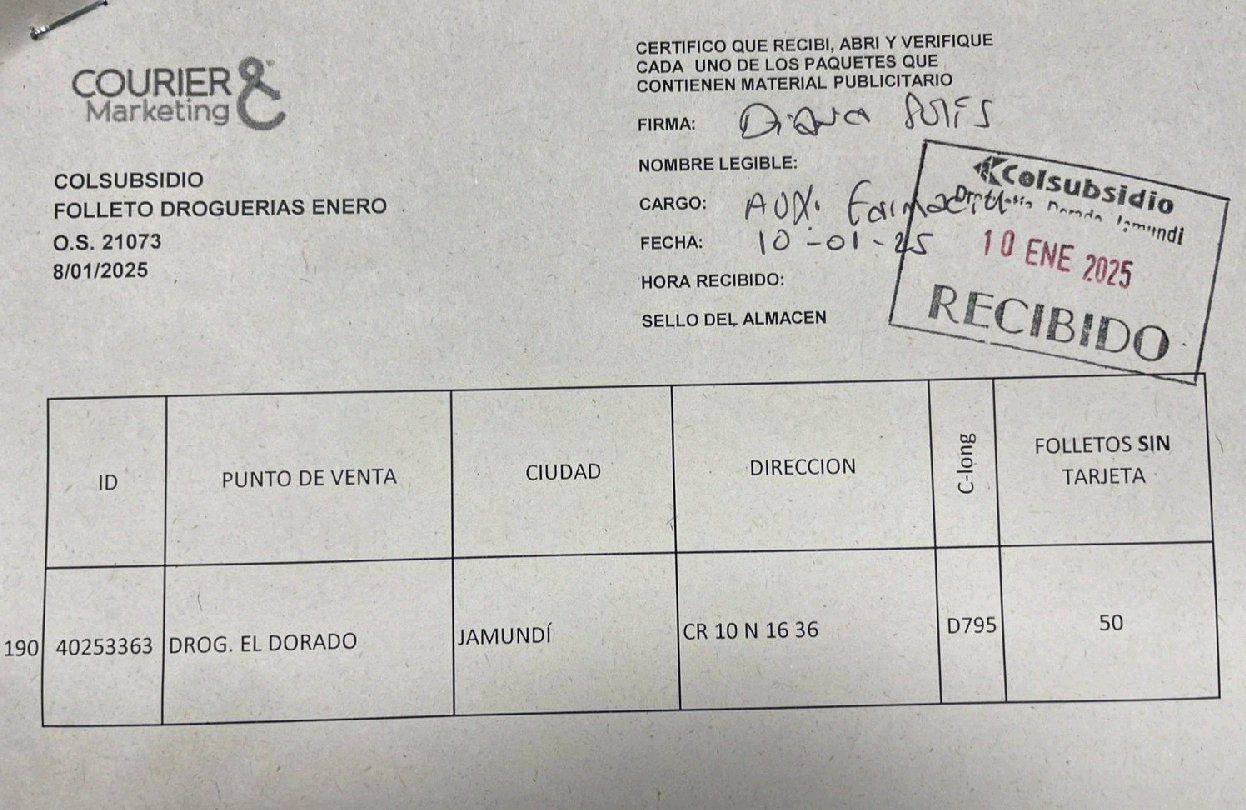 COURIER &
Marketing
COLSUBSIDIO
FOLLETO DROGUERIAS ENERO
O.S. 21073
8/01/2025
CERTIFICO QUE RECIBI, ABRI Y VERIFIQUE
CADA UNO DE LOS PAQUETES QUE
CONTIENEN MATERIAL PUBLICITARIO
FIRMA: Diana
NOMBRE LEGIBLE:
CARGO: AUX. Farmacia
FECHA: 10-01-25
HORA RECIBIDO:
SELLO DEL ALMACEN
Colsubsidio
Jamundi
10 ENE 2025
RECIBIDO
ID PUNTO DE VENTA CIUDAD DIRECCION C-long FOLLETOS SIN
TARJETA
190 40253363 DROG. EL DORADO JAMUNDÍ CR 10 N 16 36 D795 50